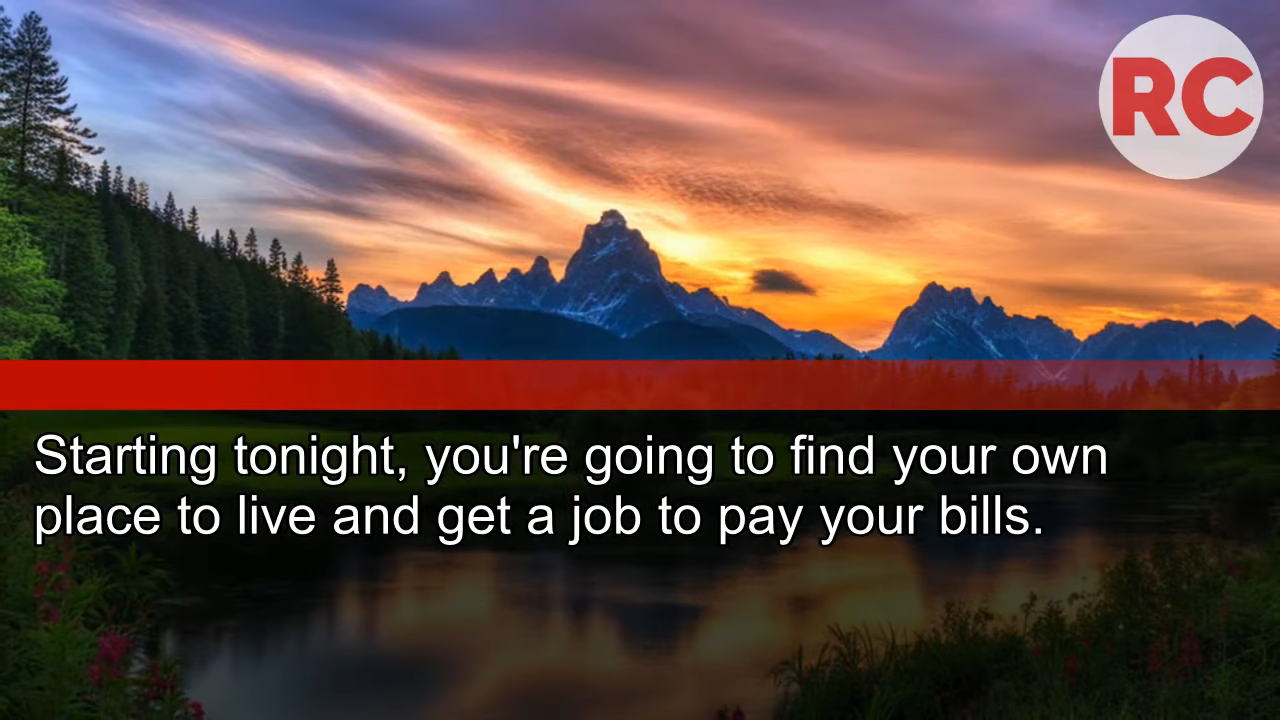 RC
Starting tonight, you're going to find your own
place to live and get a job to pay your bills.